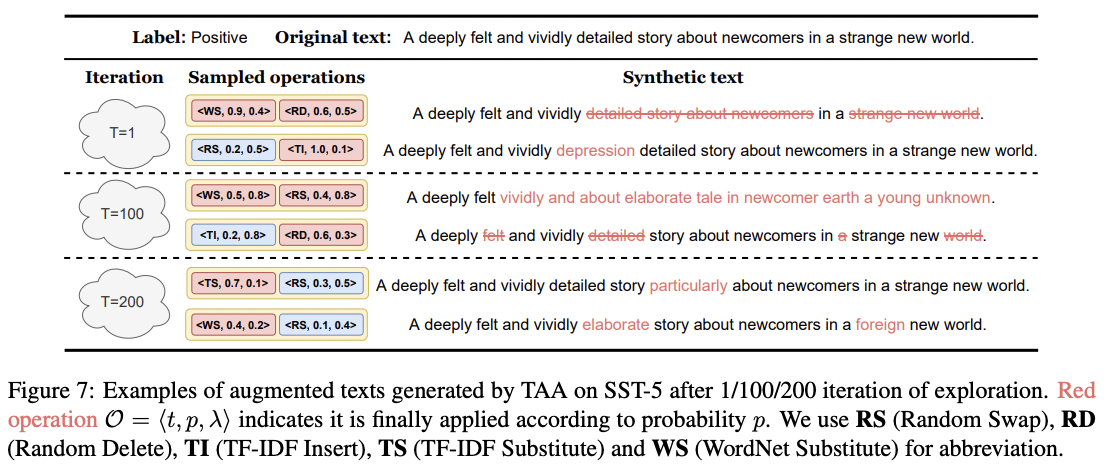 Label: Positive Original text: A deeply felt and vividly detailed story about newcomers in a strange new world.
Iteration Sampled operations Synthetic text
T=1
<WS, 0.9, 0.4> <RD, 0.6, 0.5> A deeply felt and vividly detailed story about newcomers in a strange new world.
<RS, 0.2, 0.5> <TI, 1.0, 0.1> A deeply felt and vividly depression detailed story about newcomers in a strange new world.
T=100
<WS, 0.5, 0.8> <RS, 0.4, 0.8> A deeply felt vividly and about elaborate tale in newcomer earth a young unknown.
<TI, 0.2, 0.8> <RD, 0.6, 0.3> A deeply felt and vividly detailed story about newcomers in a strange new world.
T=200
<TS, 0.7, 0.1> <RS, 0.3, 0.5> A deeply felt and vividly detailed story particularly about newcomers in a strange new world.
<WS, 0.4, 0.2> <RS, 0.1, 0.4> A deeply felt and vividly elaborate story about newcomers in a foreign new world.
Figure 7: Examples of augmented texts generated by TAA on SST-5 after 1/100/200 iteration of exploration. Red
operation O = ⟨t, p, λ⟩ indicates it is finally applied according to probability p. We use RS (Random Swap), RD
(Random Delete), TI (TF-IDF Insert), TS (TF-IDF Substitute) and WS (WordNet Substitute) for abbreviation.